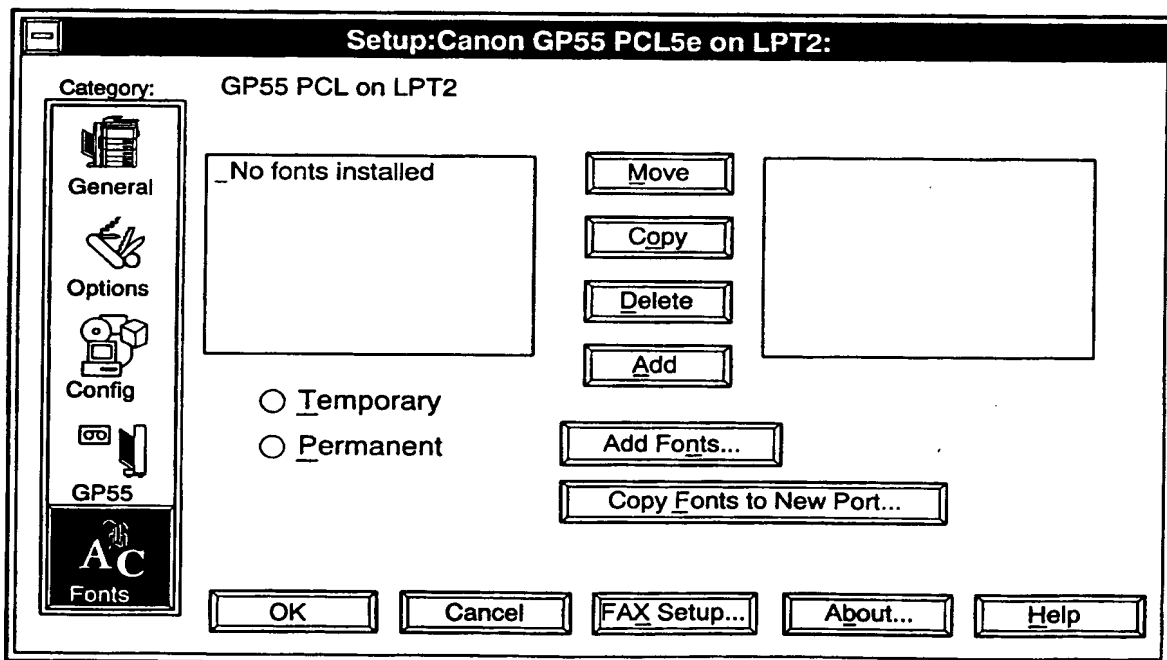 Setup:Canon GP55 PCL5e on LPT2:
Category:
GP55 PCL on LPT2
General
Options
Config
GP55
ABC
Fonts
_No fonts installed
Move
Copy
Delete
Add
Temporary
Permanent
Add Fonts...
Copy Fonts to New Port...
OK
Cancel
FAX Setup...
About...
Help